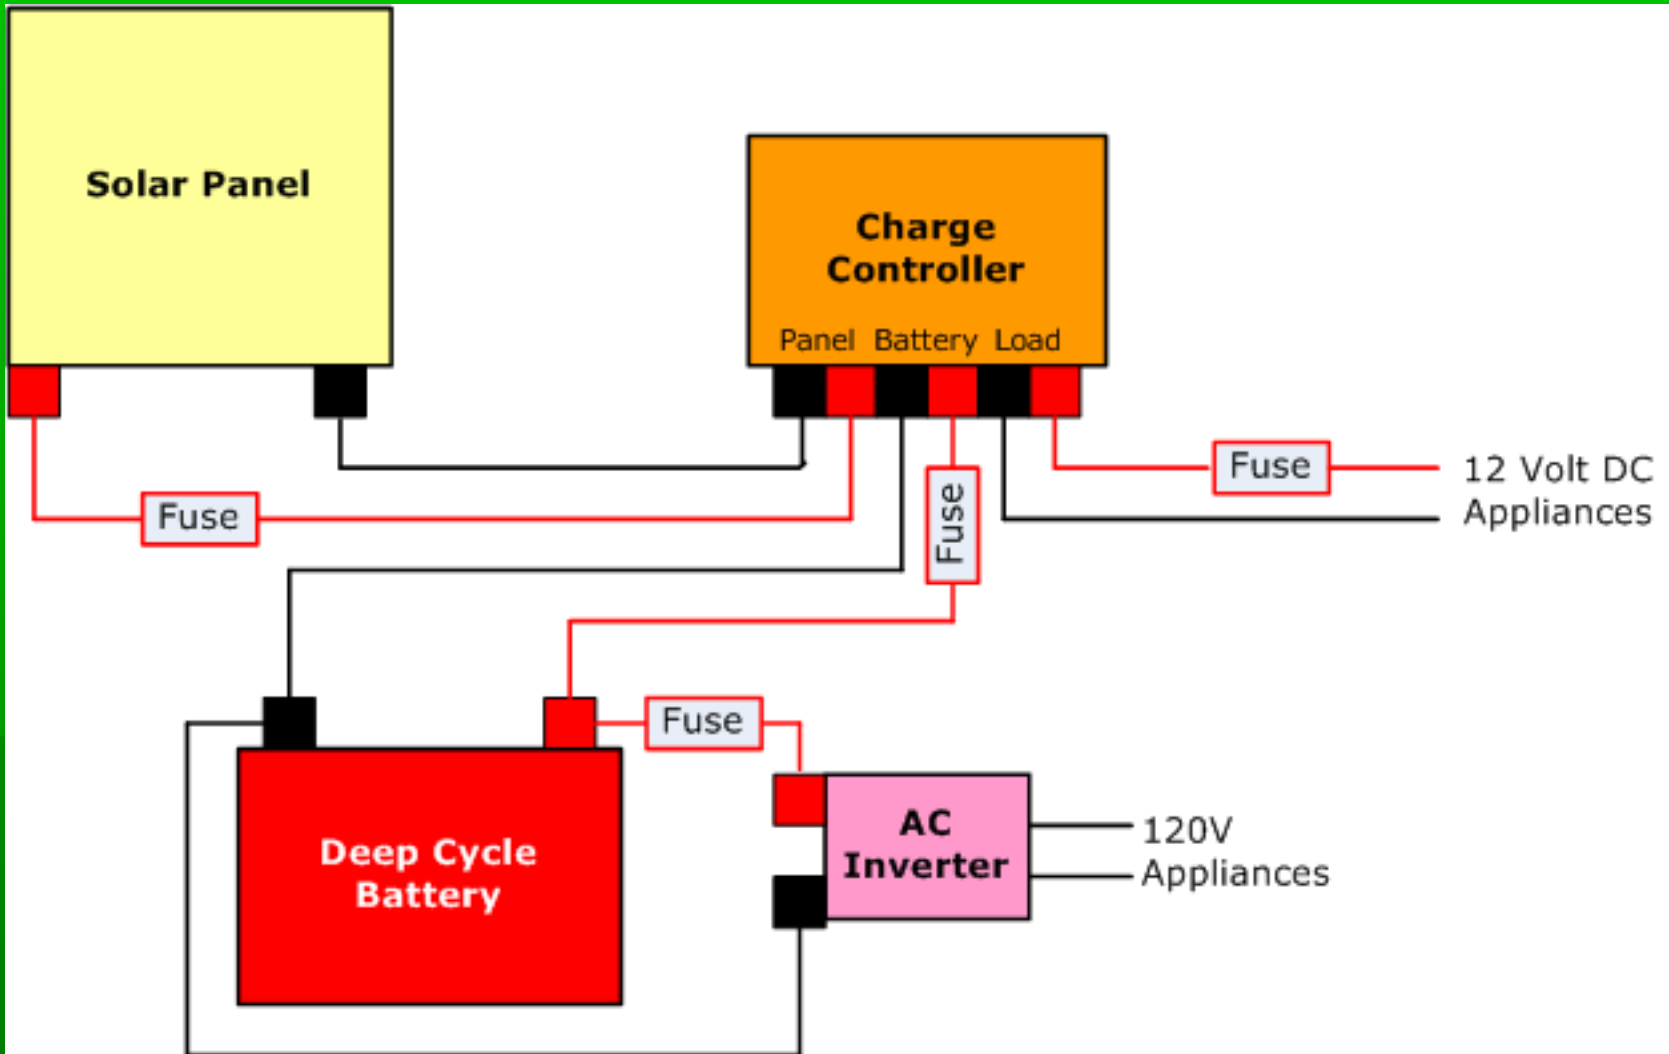 Solar Panel
Charge
Controller
Panel Battery Load
Fuse
12 Volt DC
Appliances
Fuse
Fuse
Fuse
Deep Cycle
Battery
AC
Inverter
120V
Appliances